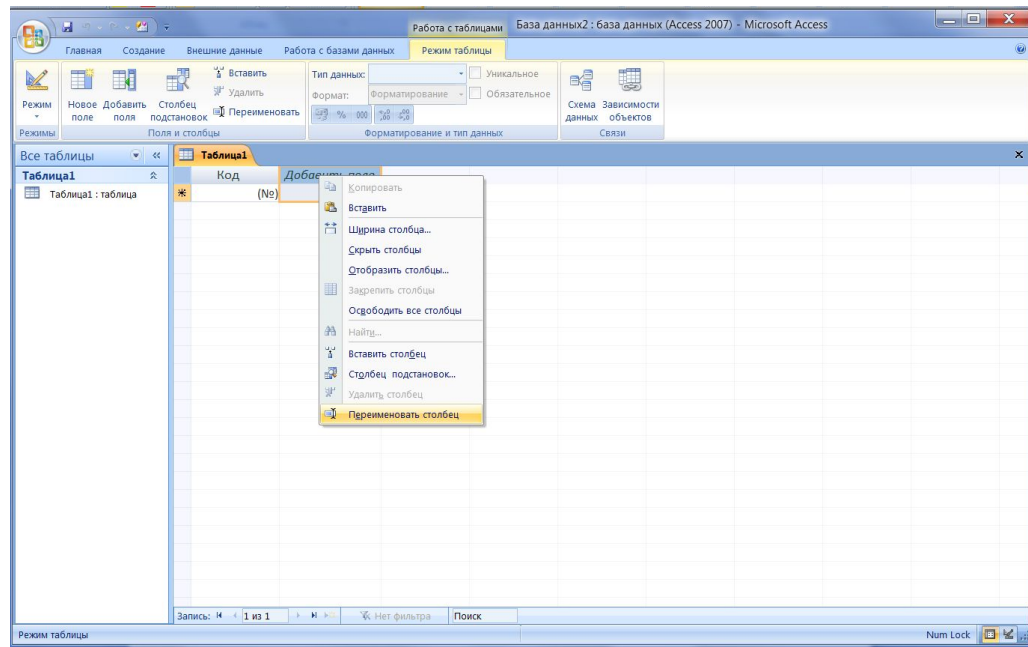 Работа с таблицами
База данных2 : база данных (Access 2007) - Microsoft Access
Главная Создание Внешние данные Работа с базами данных Режим таблицы
Режим
Новое поле
Добавить поля
Столбец подстановок
Вставить
Удалить
Переименовать
Тип данных:
Уникальное
Формат: Форматирование
Обязательное
% 000
Схема данных
Зависимости объектов
Режимы
Поля и столбцы
Форматирование и тип данных
Связи
Все таблицы
Таблица1
Таблица1 : таблица
Таблица1
Код Добавить поле
(№)
Копировать
Вставить
Ширина столбца...
Скрыть столбцы
Отобразить столбцы...
Закрепить столбцы
Освободить все столбцы
Найти...
Вставить столбец
Столбец подстановок...
Удалить столбец
Переименовать столбец
Запись: 1 из 1 Нет фильтра Поиск
Режим таблицы
Num Lock